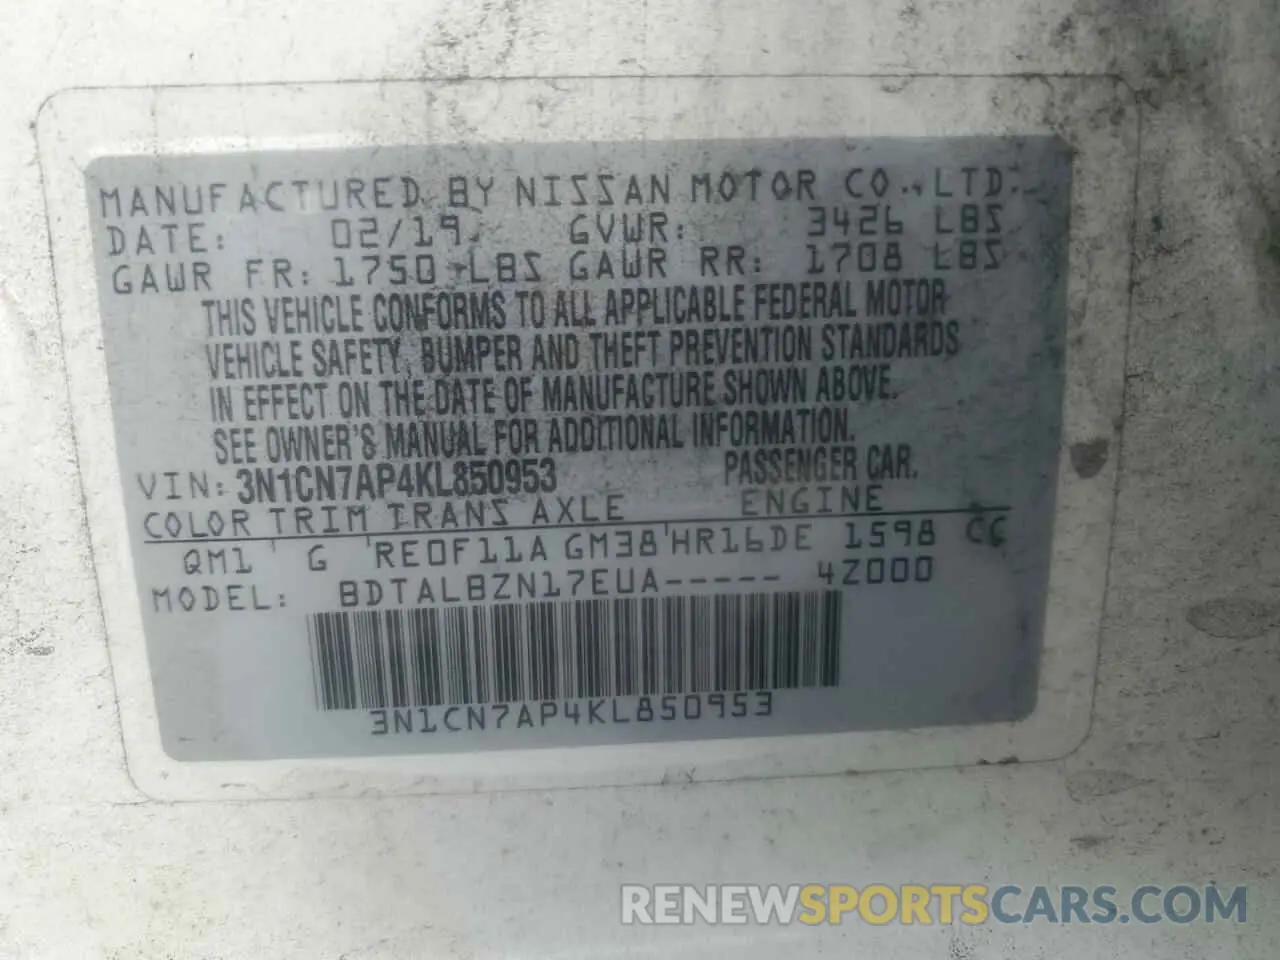 MANUFACTURED BY NISSAN MOTOR CO., LTD.
DATE: 02/19 GVWR: 3426 LBS
GAWR FR: 1750 LBS GAWR RR: 1708 LBS
THIS VEHICLE CONFORMS TO ALL APPLICABLE FEDERAL MOTOR
VEHICLE SAFETY, BUMPER AND THEFT PREVENTION STANDARDS
IN EFFECT ON THE DATE OF MANUFACTURE SHOWN ABOVE.
SEE OWNER'S MANUAL FOR ADDITIONAL INFORMATION.
VIN: 3N1CN7AP4KL850953 PASSENGER CAR.
COLOR TRIM TRANS AXLE ENGINE
QM1 ' G ' RE0F11A GM38 ' HR16DE 1598 CC
MODEL: BDTALBZN17EUA----- 4Z000
3N1CN7AP4KL850953
RENEWSPORTSCARS.COM